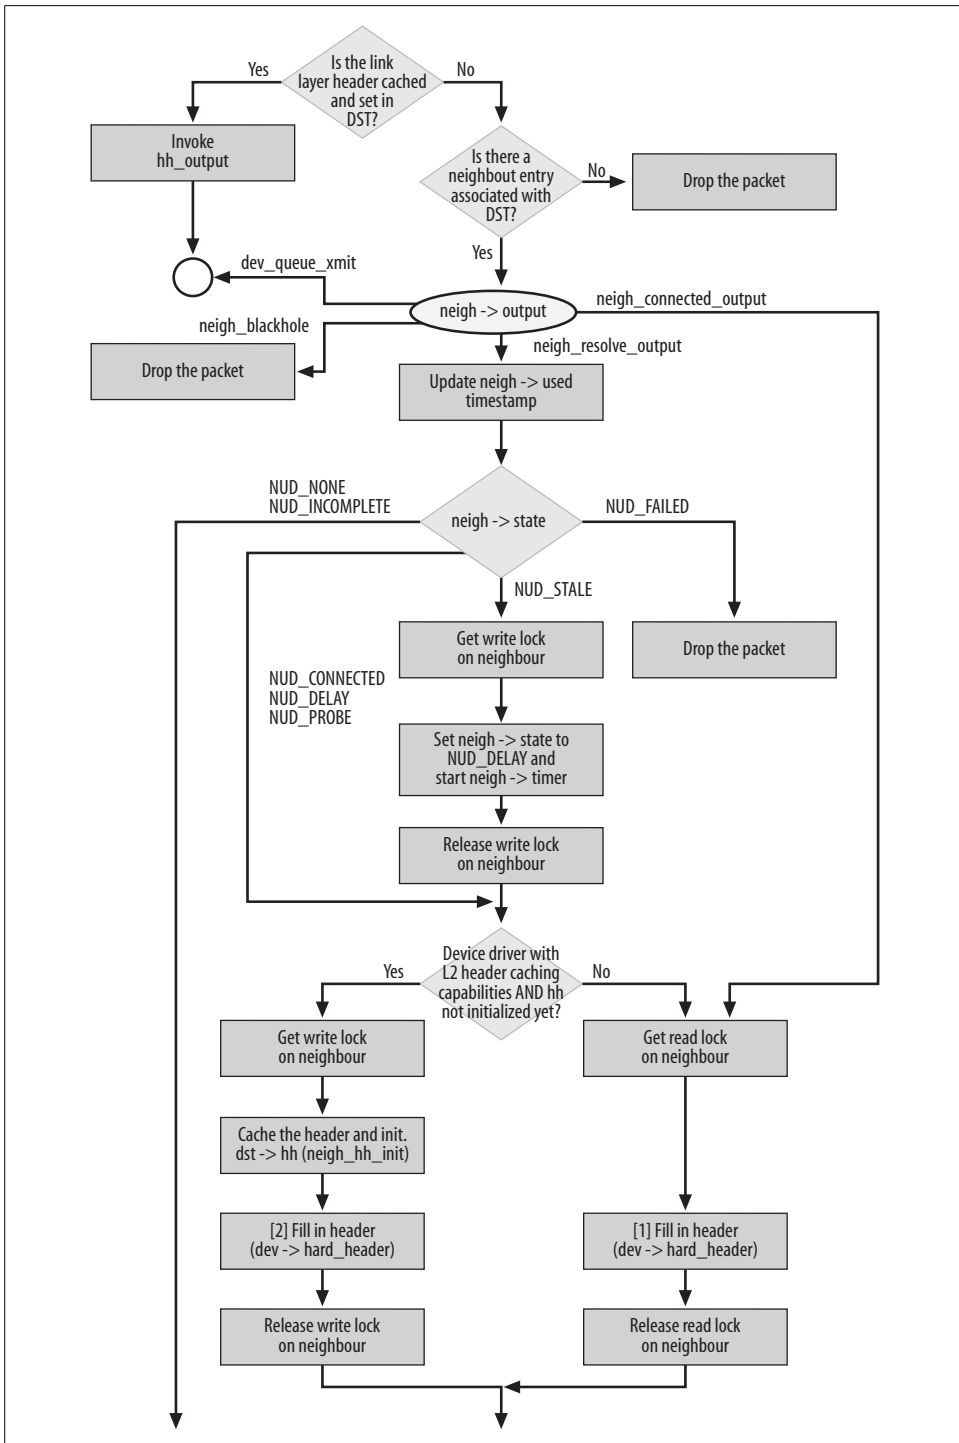 Is the link
layer header cached
and set in
DST?
Yes
No
Invoke
hh_output
Is there a
neighbout entry
associated with
DST?
No
Drop the packet
Yes
dev_queue_xmit
neigh -> output
neigh_connected_output
neigh_blackhole
neigh_resolve_output
Drop the packet
Update neigh -> used
timestamp
NUD_NONE
NUD_INCOMPLETE
neigh -> state
NUD_FAILED
NUD_STALE
Get write lock
on neighbour
Drop the packet
NUD_CONNECTED
NUD_DELAY
NUD_PROBE
Set neigh -> state to
NUD_DELAY and
start neigh -> timer
Release write lock
on neighbour
Device driver with
L2 header caching
capabilities AND hh
not initialized yet?
Yes
No
Get write lock
on neighbour
Get read lock
on neighbour
Cache the header and init.
dst -> hh (neigh_hh_init)
[2] Fill in header
(dev -> hard_header)
[1] Fill in header
(dev -> hard_header)
Release write lock
on neighbour
Release read lock
on neighbour